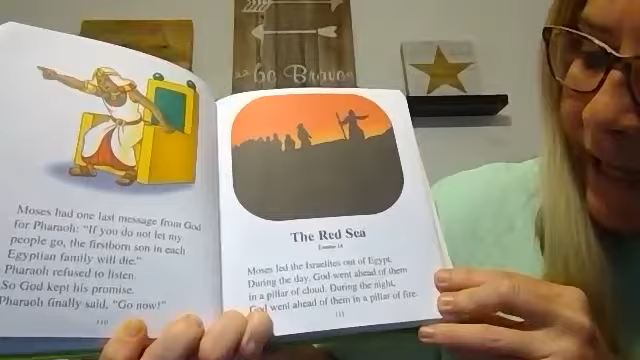 be Brave
Moses had one last message from God
for Pharaoh: “If you do not let my
people go, the firstborn son in each
Egyptian family will die.”
Pharaoh refused to listen.
So God kept his promise.
Pharaoh finally said, “Go now!”
110
The Red Sea
Exodus 14
Moses led the Israelites out of Egypt.
During the day, God went ahead of them
in a pillar of cloud. During the night,
God went ahead of them in a pillar of fire.
111